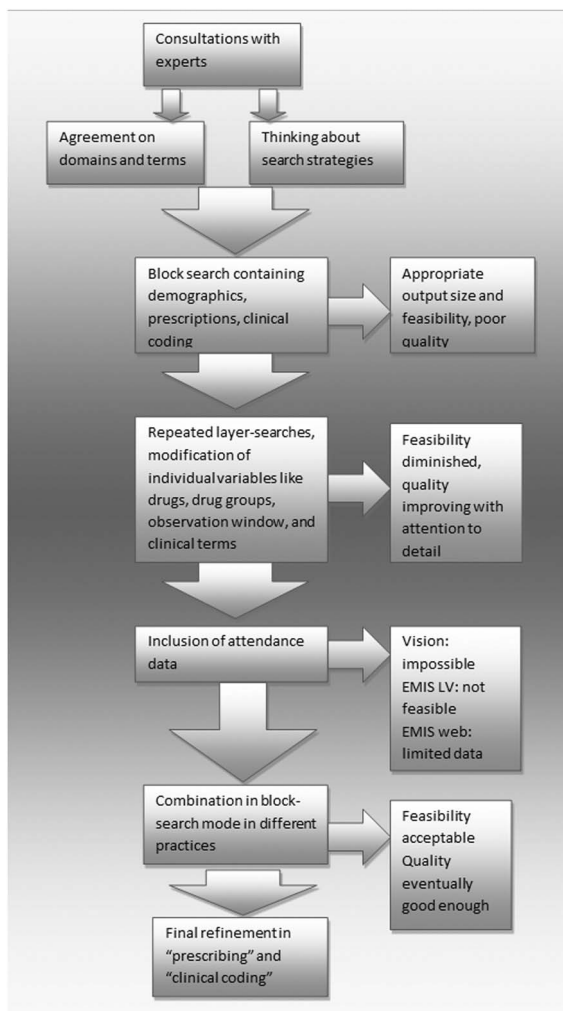 Consultations with
experts
Agreement on
domains and terms
Thinking about
search strategies
Block search containing
demographics,
prescriptions, clinical
coding
Appropriate
output size and
feasibility, poor
quality
Repeated layer-searches,
modification of
individual variables like
drugs, drug groups,
observation window, and
clinical terms
Feasibility
diminished,
quality
improving with
attention to
detail
Inclusion of attendance
data
Vision:
impossible
EMIS LV: not
feasible
EMIS web:
limited data
Combination in block-
search mode in different
practices
Feasibility
acceptable
Quality
eventually
good enough
Final refinement in
“prescribing” and
“clinical coding”